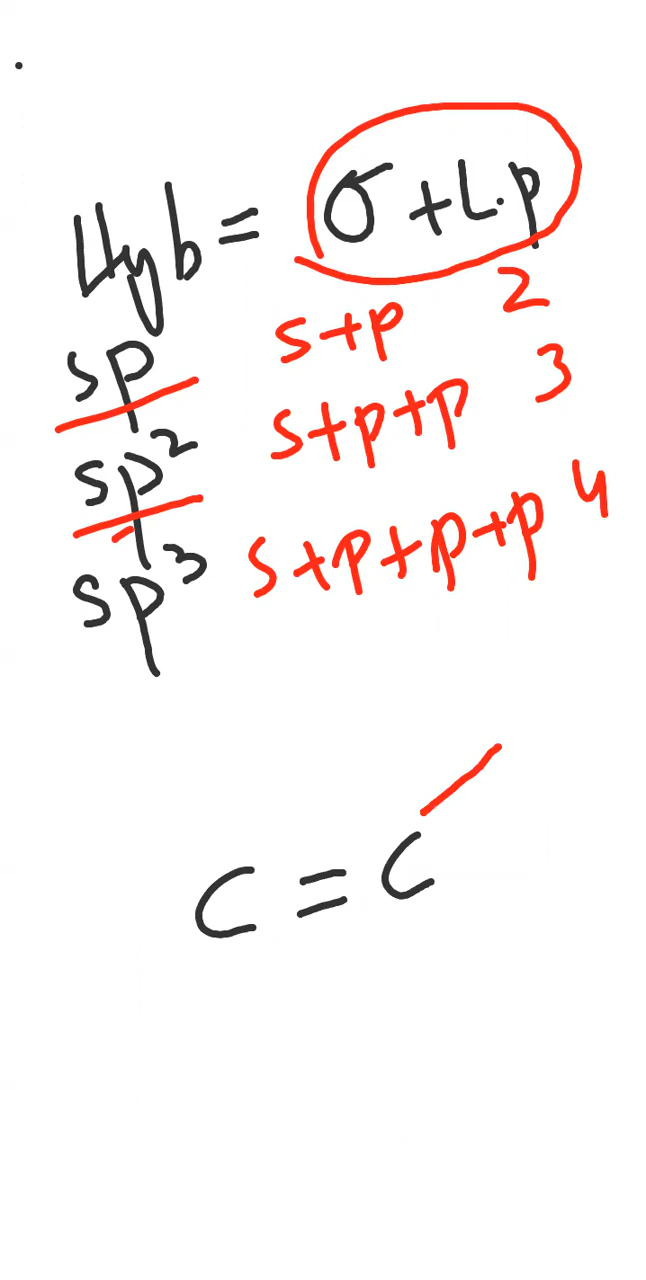 Hyb = σ + L.p
sp s+p 2
sp² s+p+p 3
sp³ s+p+p+p 4
C = C